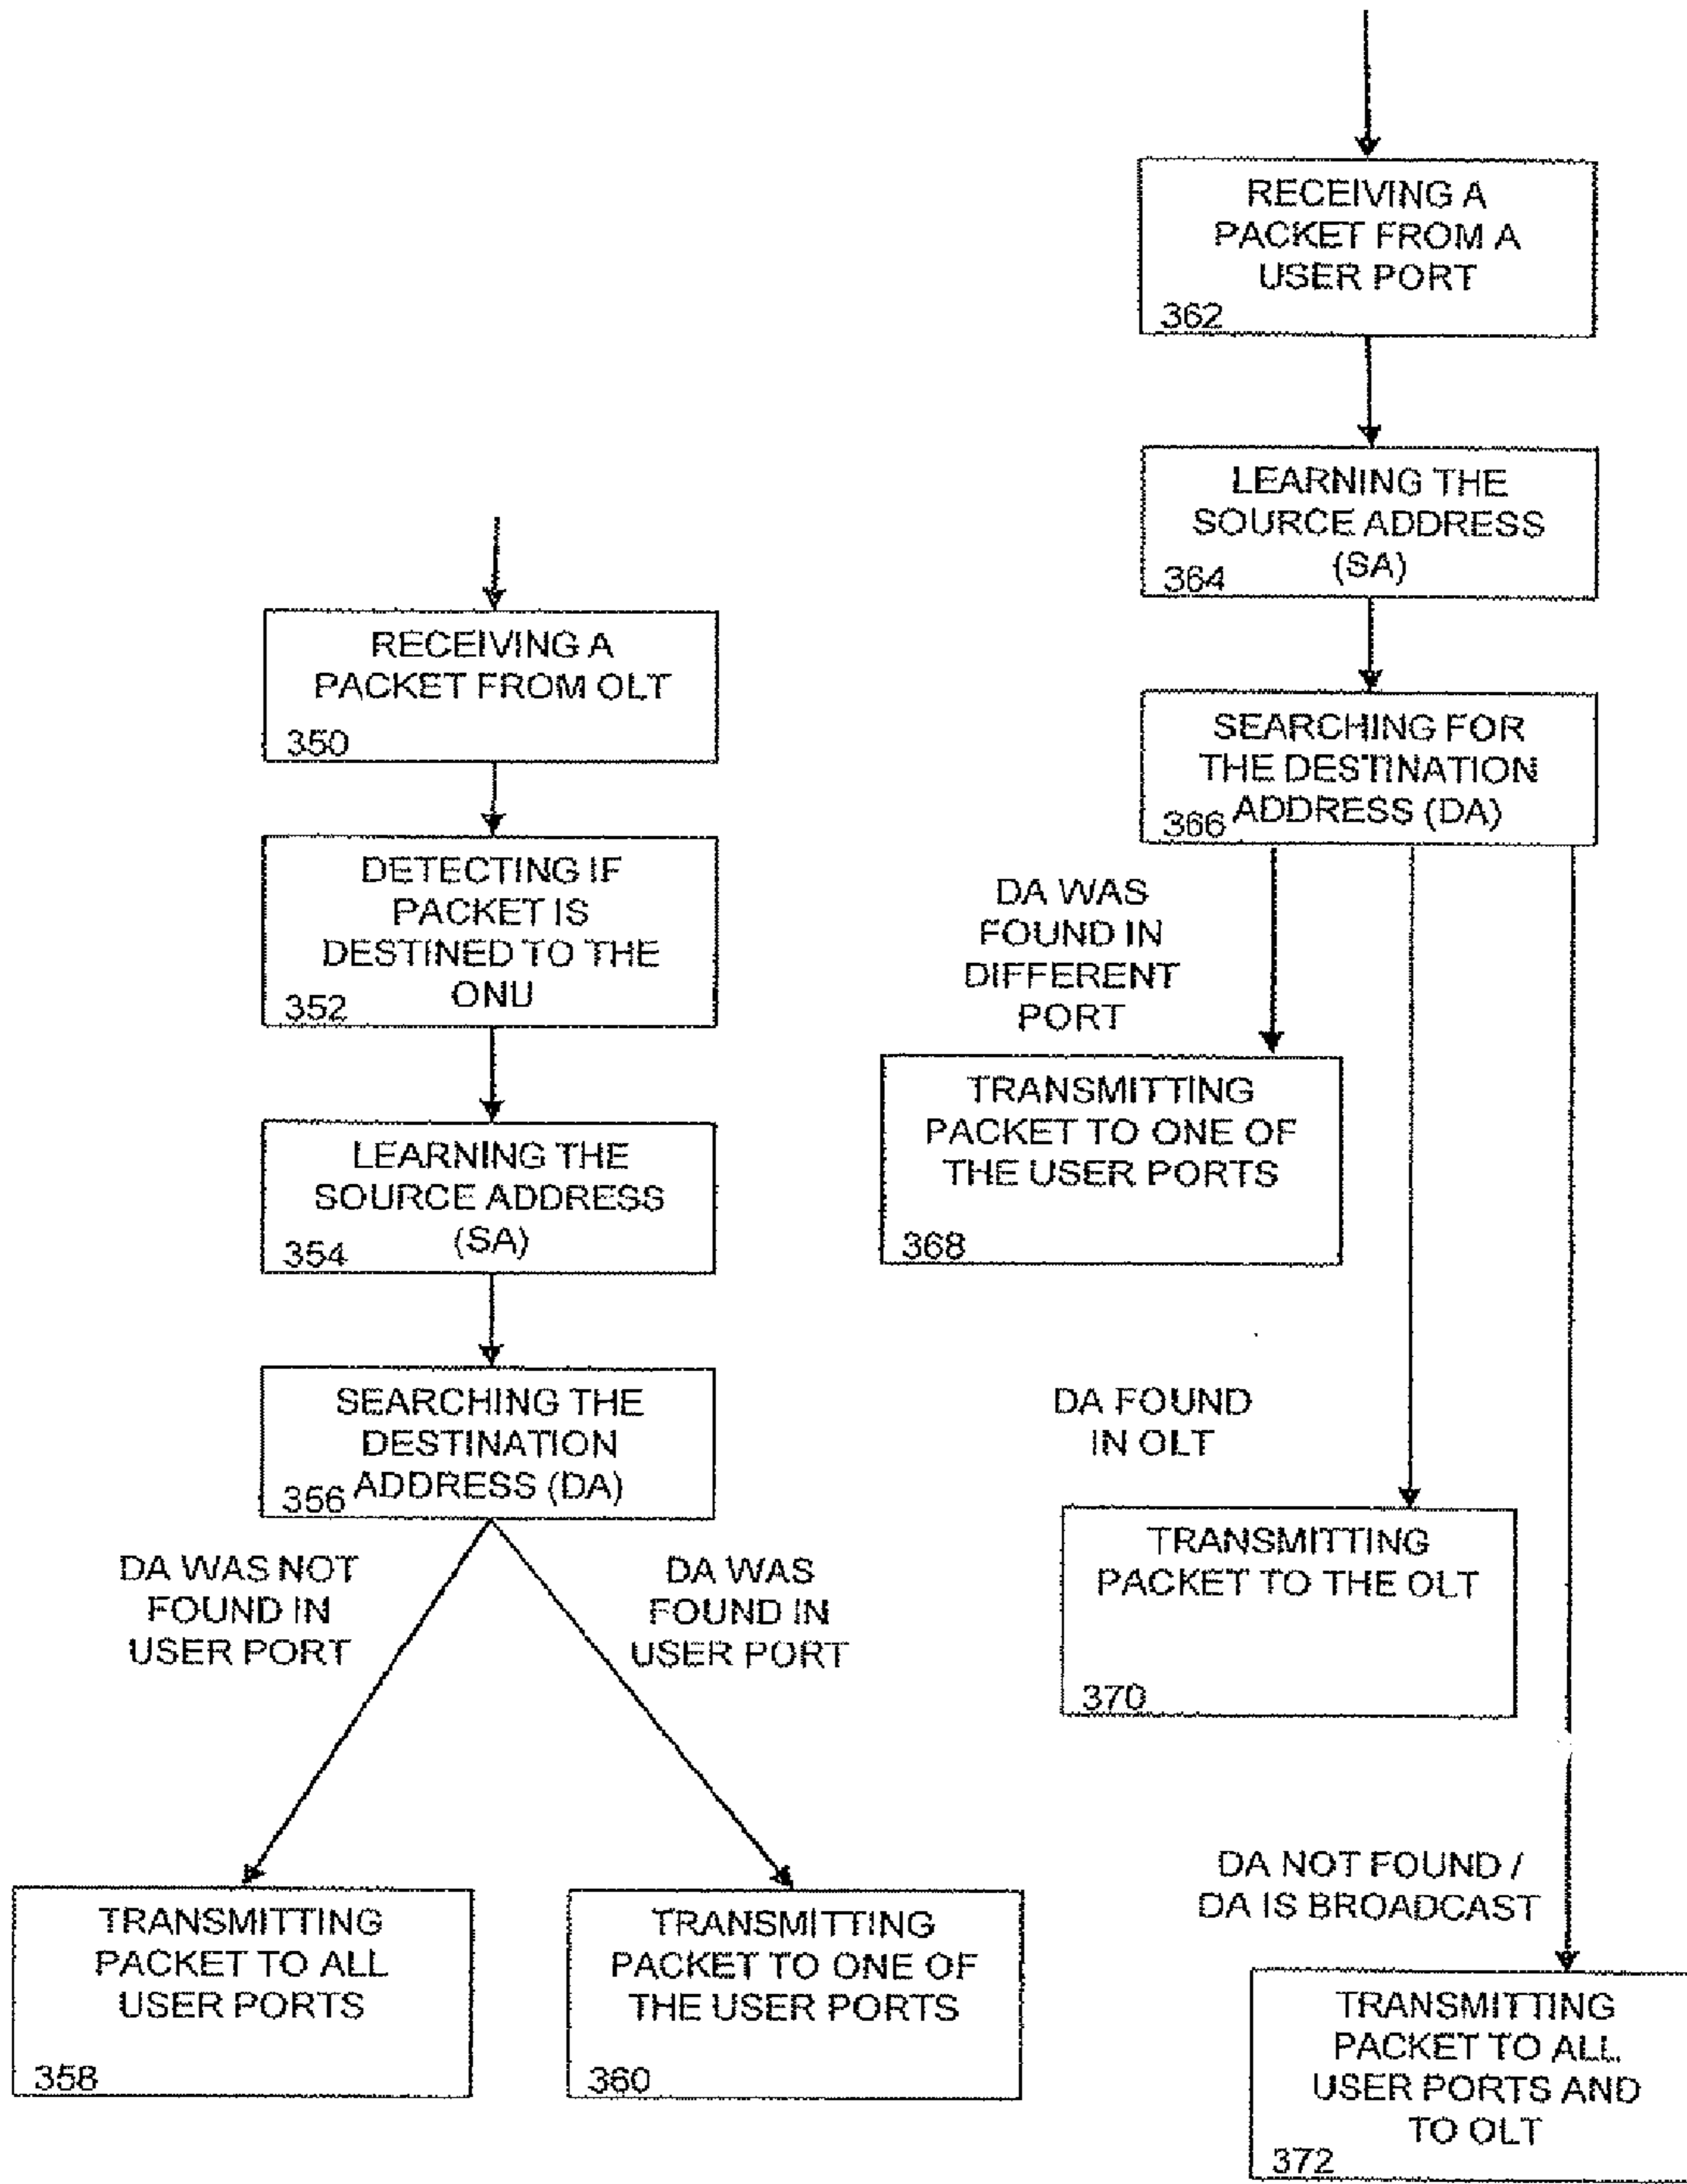 RECEIVING A
PACKET FROM OLT
350
DETECTING IF
PACKET IS
DESTINED TO THE
ONU
352
LEARNING THE
SOURCE ADDRESS
(SA)
354
SEARCHING THE
DESTINATION
ADDRESS (DA)
356
DA WAS NOT
FOUND IN
USER PORT
DA WAS
FOUND IN
USER PORT
TRANSMITTING
PACKET TO ALL
USER PORTS
358
TRANSMITTING
PACKET TO ONE OF
THE USER PORTS
360
RECEIVING A
PACKET FROM A
USER PORT
362
LEARNING THE
SOURCE ADDRESS
(SA)
364
SEARCHING FOR
THE DESTINATION
ADDRESS (DA)
366
DA WAS
FOUND IN
DIFFERENT
PORT
TRANSMITTING
PACKET TO ONE OF
THE USER PORTS
368
DA FOUND
IN OLT
TRANSMITTING
PACKET TO THE OLT
370
DA NOT FOUND /
DA IS BROADCAST
TRANSMITTING
PACKET TO ALL
USER PORTS AND
TO OLT
372